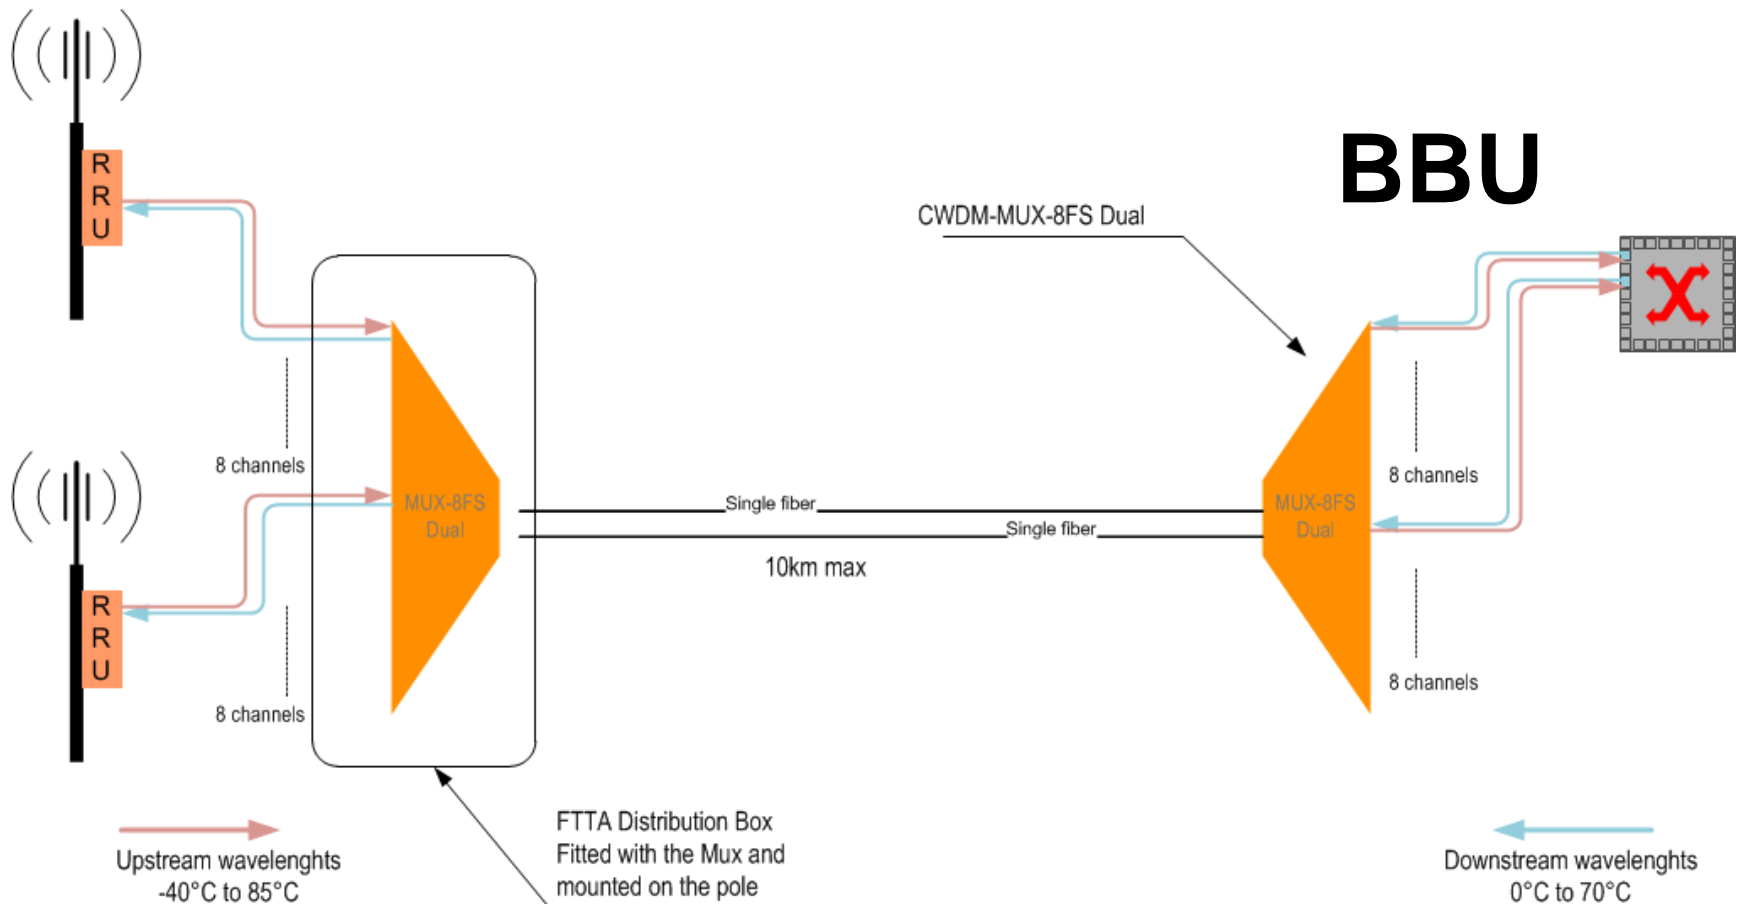 BBU
R
R
U
CWDM-MUX-8FS Dual
8 channels
8 channels
MUX-8FS
Dual
Single fiber
Single fiber
MUX-8FS
Dual
10km max
R
R
U
8 channels
8 channels
FTTA Distribution Box
Fitted with the Mux and
mounted on the pole
Upstream wavelenghts
-40°C to 85°C
Downstream wavelenghts
0°C to 70°C